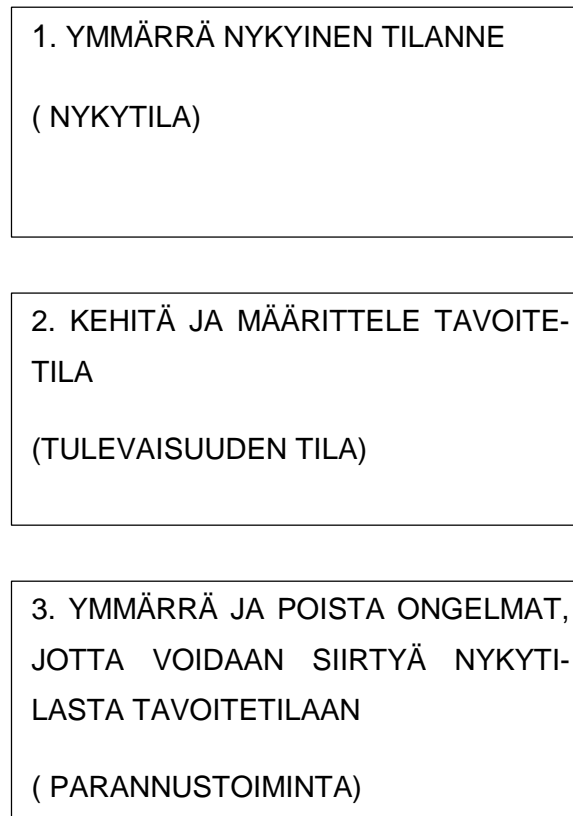 1. YMMÄRRÄ NYKYINEN TILANNE
( NYKYTILA)
2. KEHITÄ JA MÄÄRITTELE TAVOITE-
TILA
(TULEVAISUUDEN TILA)
3. YMMÄRRÄ JA POISTA ONGELMAT,
JOTTA VOIDAAN SIIRTYÄ NYKYTI-
LASTA TAVOITETILAAN
( PARANNUSTOIMINTA)